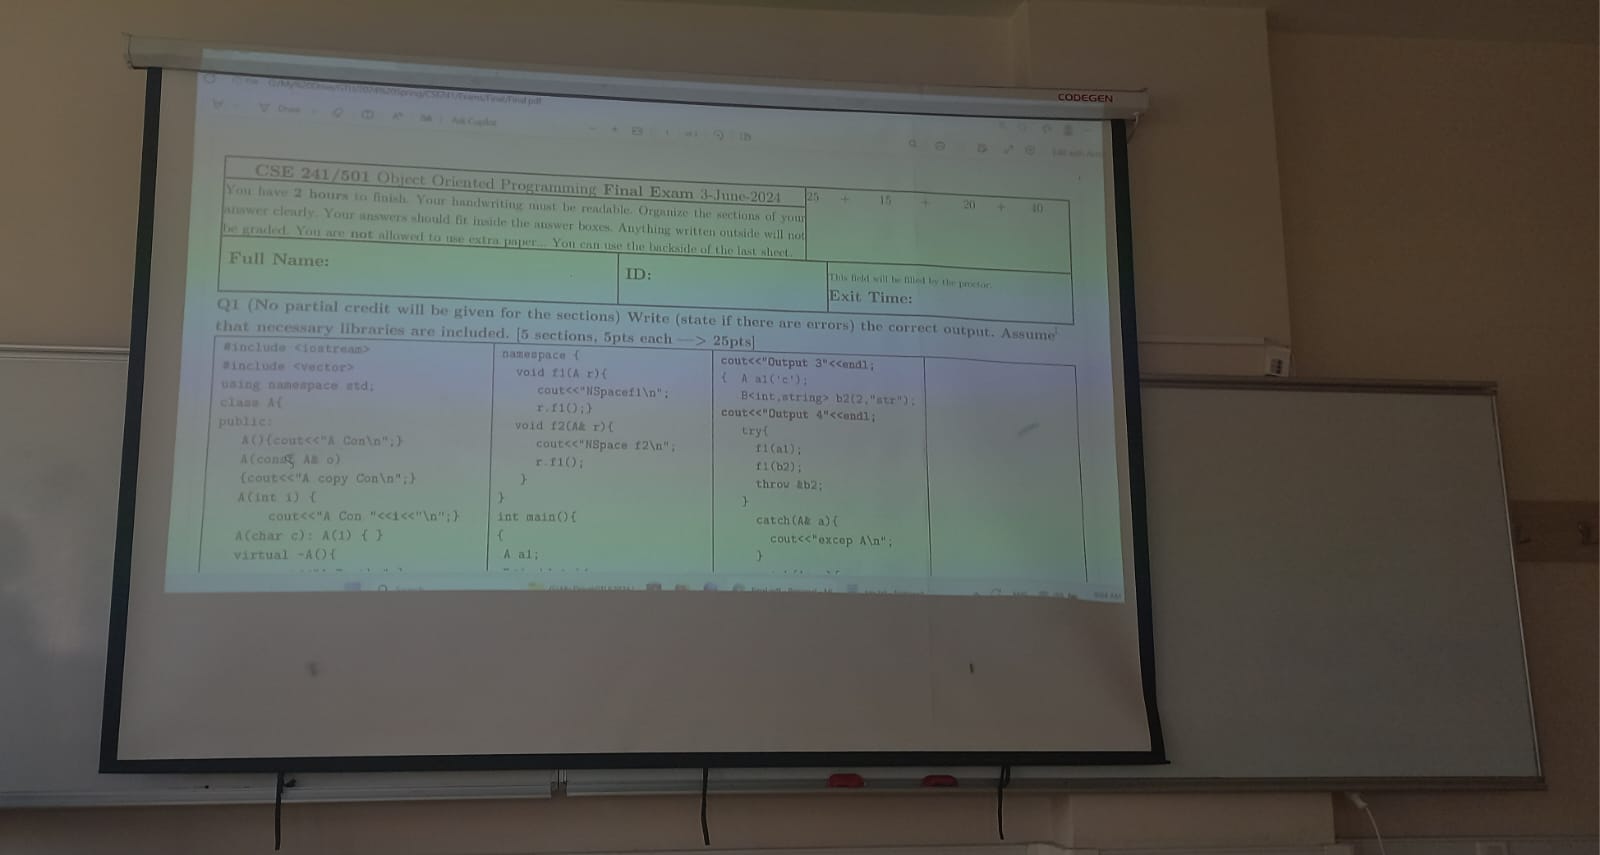 CODEGEN
Ask Copilot
CSE 241/501 Object Oriented Programming Final Exam 3-June-2024
25 + 15 + 20 + 40
You have 2 hours to finish. Your handwriting must be readable. Organize the sections of your
answer clearly. Your answers should fit inside the answer boxes. Anything written outside will not
be graded. You are not allowed to use extra paper... You can use the backside of the last sheet.
Full Name:
ID:
This field will be filled by the proctor.
Exit Time:
Q1 (No partial credit will be given for the sections) Write (state if there are errors) the correct output. Assume
that necessary libraries are included. [5 sections, 5pts each —> 25pts]
#include <iostream>
#include <vector>
using namespace std;
class A{
public:
A(){cout<<"A Con\n";}
A(const A& o)
{cout<<"A copy Con\n";}
A(int i) {
cout<<"A Con "<<i<<"\n";}
A(char c): A(1) { }
virtual ~A(){
namespace {
void f1(A r){
cout<<"NSpacef1\n";
r.f1();}
void f2(A& r){
cout<<"NSpace f2\n";
r.f1();
}
}
int main(){
{
A a1;
cout<<"Output 3"<<endl;
{ A a1('c');
B<int,string> b2(2,"str");
cout<<"Output 4"<<endl;
try{
f1(a1);
f1(b2);
throw &b2;
}
catch(A& a){
cout<<"excep A\n";
}